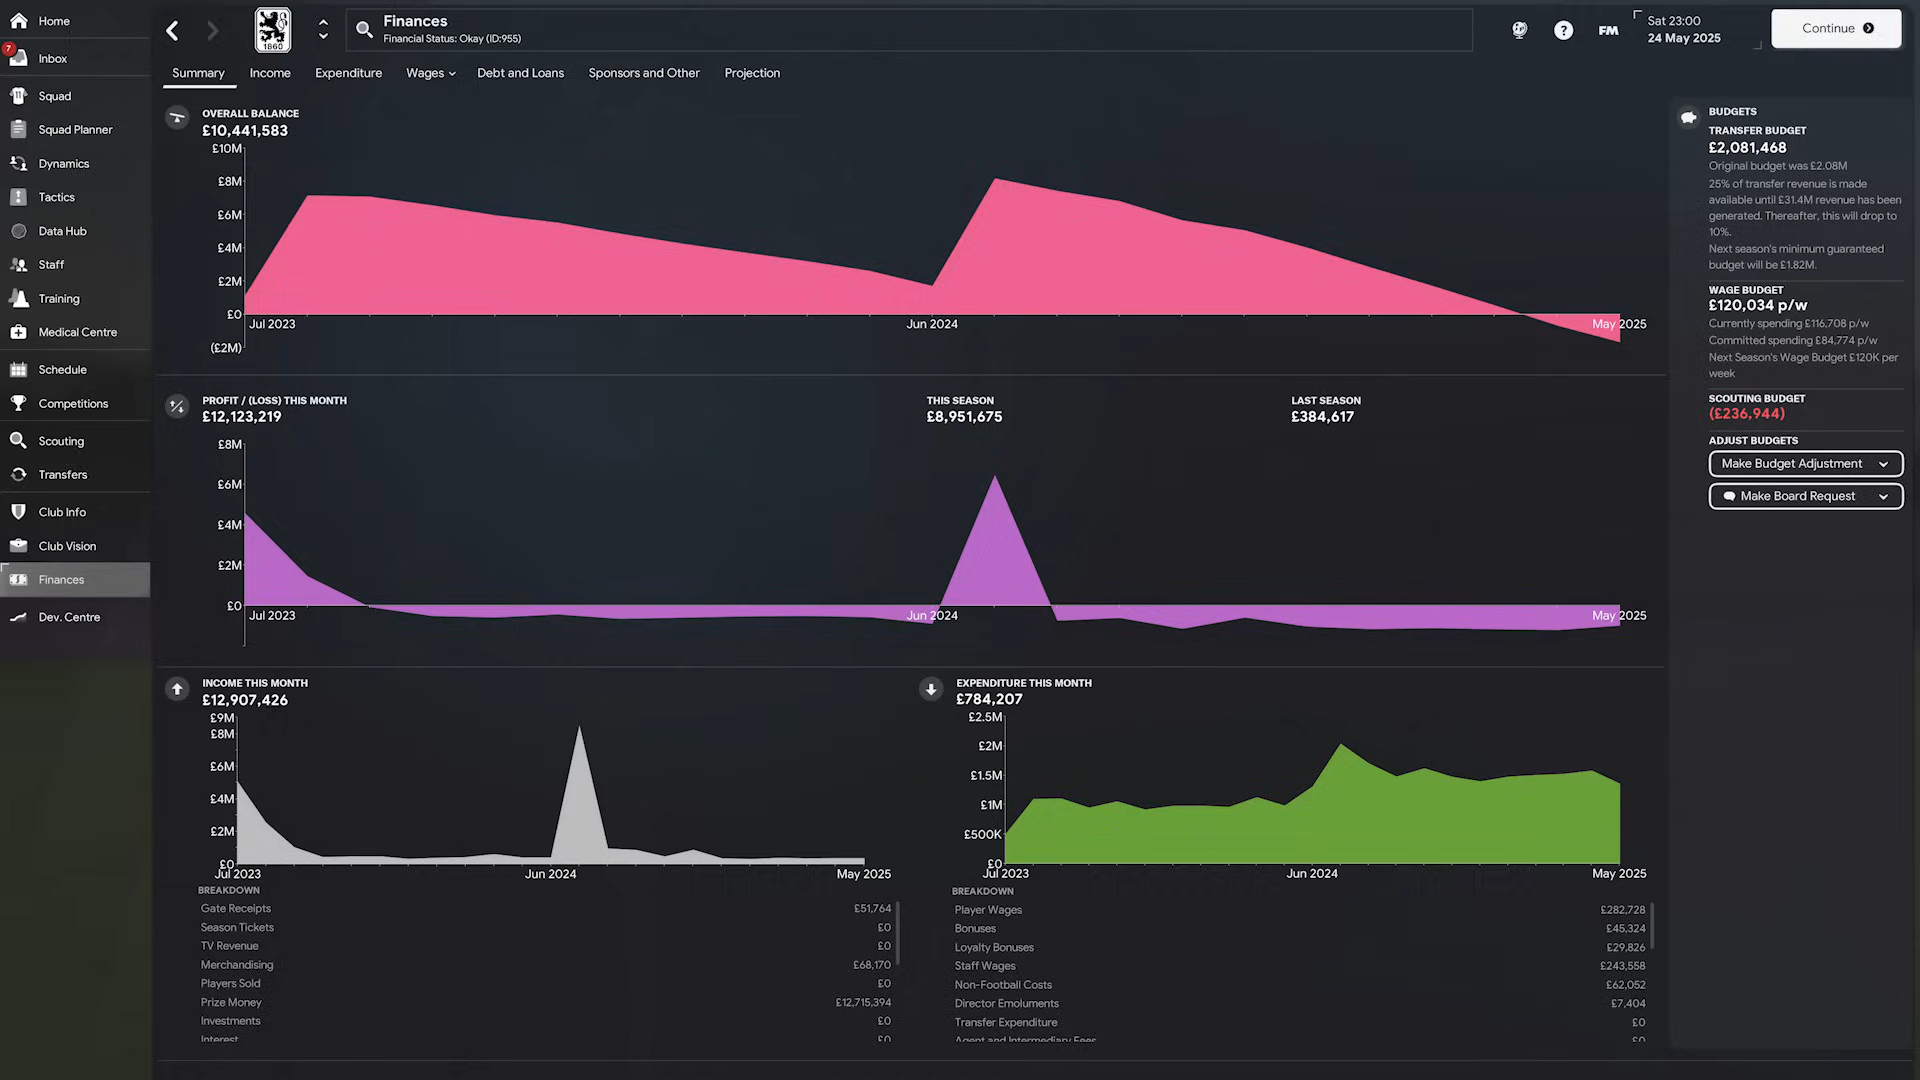 Home
7
Inbox
Squad
Squad Planner
Dynamics
Tactics
Data Hub
Staff
Training
Medical Centre
Schedule
Competitions
Scouting
Transfers
Club Info
Club Vision
Finances
Dev. Centre
1860
Finances
Financial Status: Okay (ID:955)
FM
Sat 23:00
24 May 2025
Continue
Summary
Income
Expenditure
Wages
Debt and Loans
Sponsors and Other
Projection
OVERALL BALANCE
£10,441,583
£10M
£8M
£6M
£4M
£2M
£0
(£2M)
Jul 2023
Jun 2024
May 2025
PROFIT / (LOSS) THIS MONTH
£12,123,219
THIS SEASON
£8,951,675
LAST SEASON
£384,617
£8M
£6M
£4M
£2M
£0
Jul 2023
Jun 2024
May 2025
INCOME THIS MONTH
£12,907,426
£9M
£8M
£6M
£4M
£2M
£0
Jul 2023
Jun 2024
May 2025
BREAKDOWN
Gate Receipts £51,764
Season Tickets £0
TV Revenue £0
Merchandising £68,170
Players Sold £0
Prize Money £12,715,394
Investments £0
Interest £0
EXPENDITURE THIS MONTH
£784,207
£2.5M
£2M
£1.5M
£1M
£500K
£0
Jul 2023
Jun 2024
May 2025
BREAKDOWN
Player Wages £282,728
Bonuses £45,324
Loyalty Bonuses £29,826
Staff Wages £243,558
Non-Football Costs £62,052
Director Emoluments £7,404
Transfer Expenditure £0
Agent and Intermediary Fees £0
BUDGETS
TRANSFER BUDGET
£2,081,468
Original budget was £2.08M
25% of transfer revenue is made
available until £31.4M revenue has been
generated. Thereafter, this will drop to
10%.
Next season's minimum guaranteed
budget will be £1.82M.
WAGE BUDGET
£120,034 p/w
Currently spending £116,708 p/w
Committed spending £84,774 p/w
Next Season's Wage Budget £120K per
week
SCOUTING BUDGET
(£236,944)
ADJUST BUDGETS
Make Budget Adjustment
Make Board Request